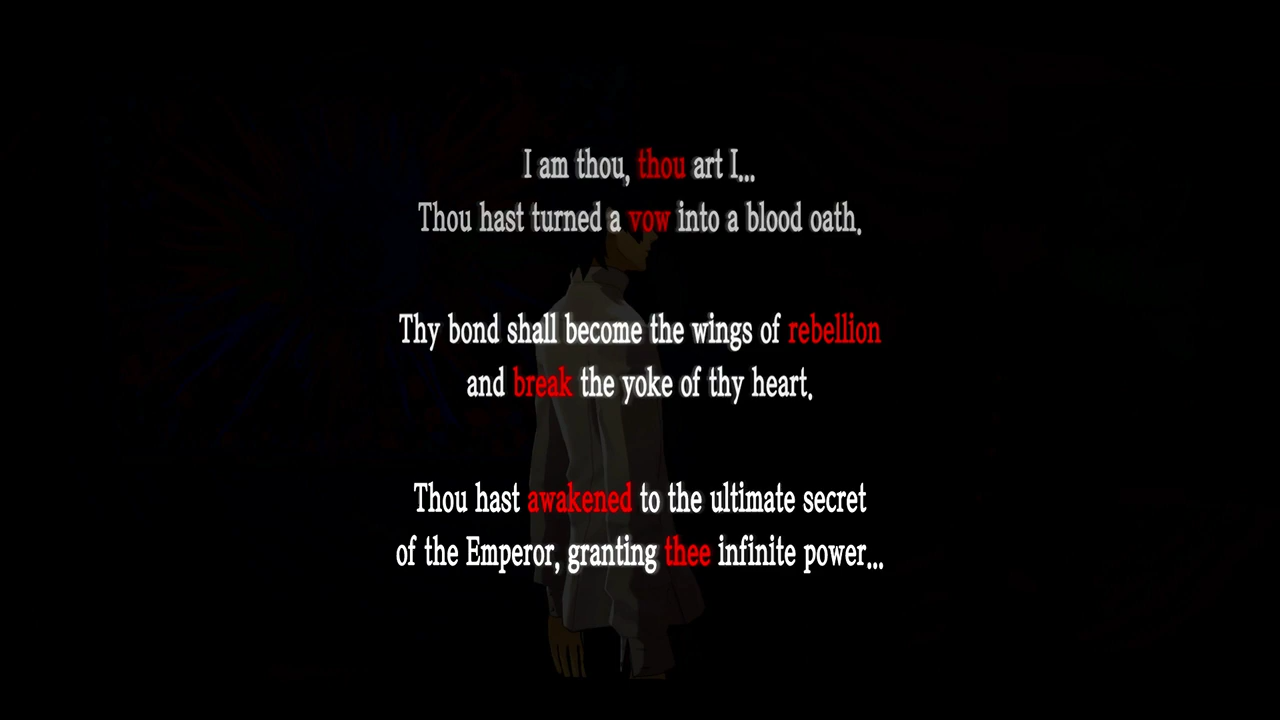 I am thou, thou art I...
Thou hast turned a vow into a blood oath.
Thy bond shall become the wings of rebellion
and break the yoke of thy heart.
Thou hast awakened to the ultimate secret
of the Emperor, granting thee infinite power...